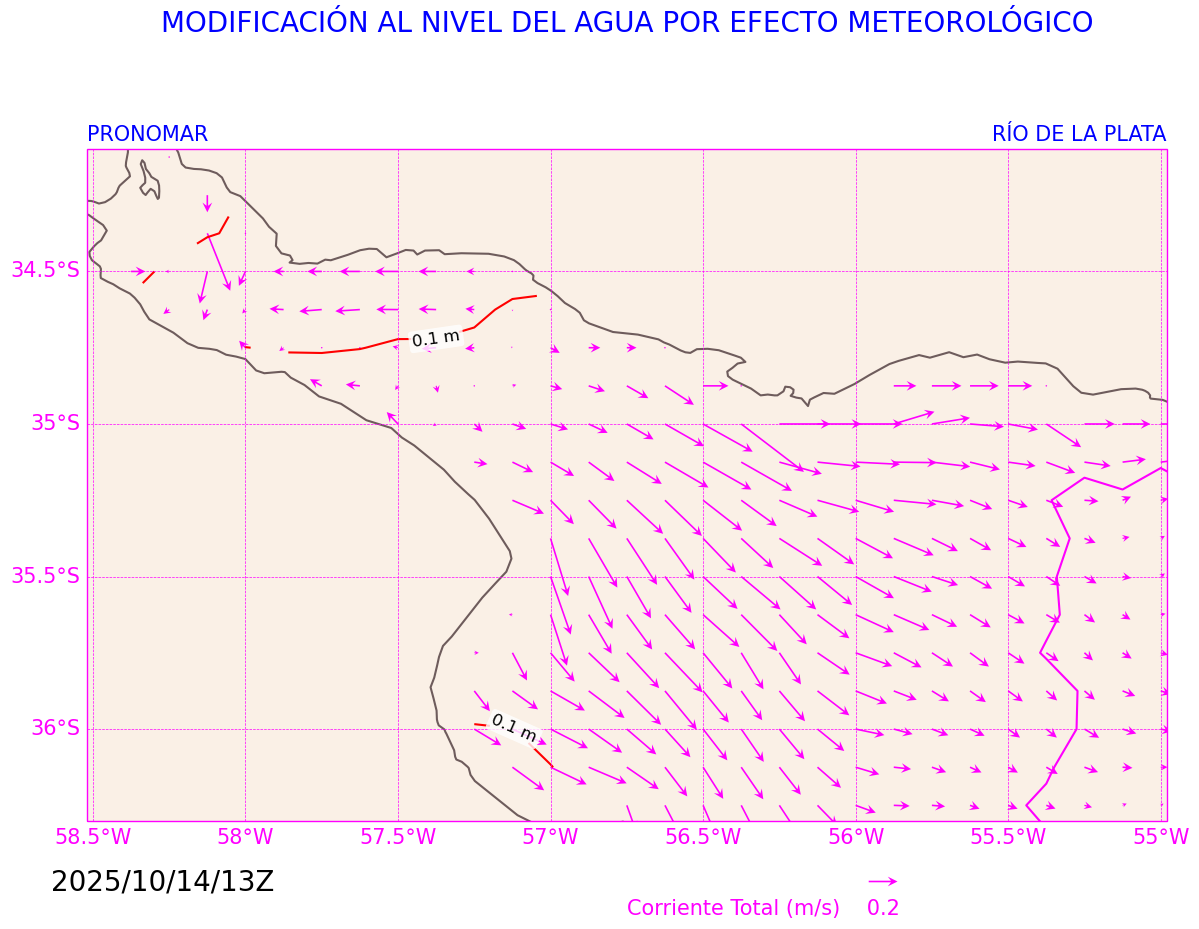 MODIFICACIÓN AL NIVEL DEL AGUA POR EFECTO METEOROLÓGICO
PRONOMAR RÍO DE LA PLATA
34.5°S
0.1 m
35°S
35.5°S
0.1 m
36°S
58.5°W 58°W 57.5°W 57°W 56.5°W 56°W 55.5°W 55°W
2025/10/14/13Z
Corriente Total (m/s) 0.2